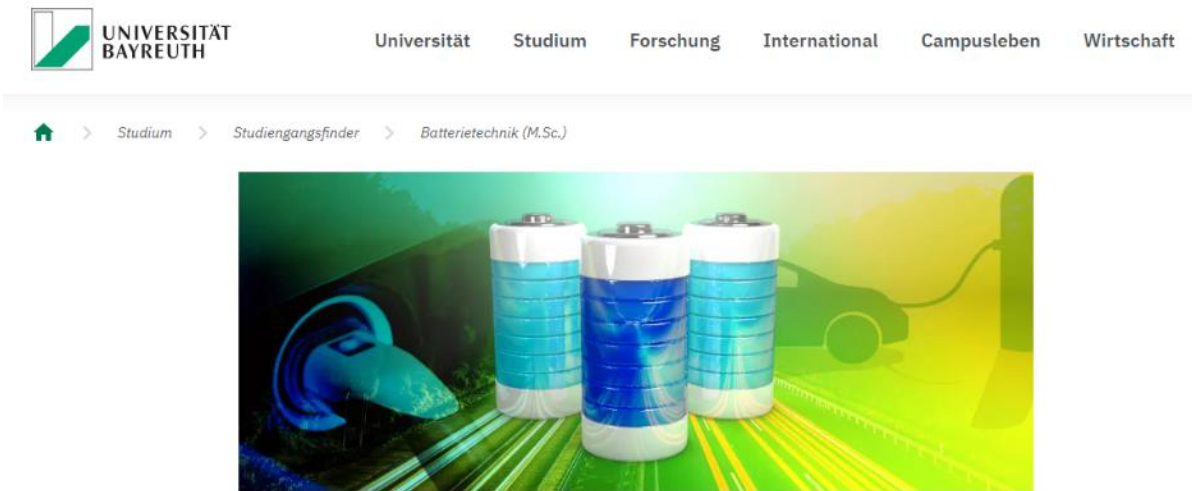 UNIVERSITÄT
BAYREUTH
Universität Studium Forschung International Campusleben Wirtschaft
Studium > Studiengangsfinder > Batterietechnik (M.Sc.)